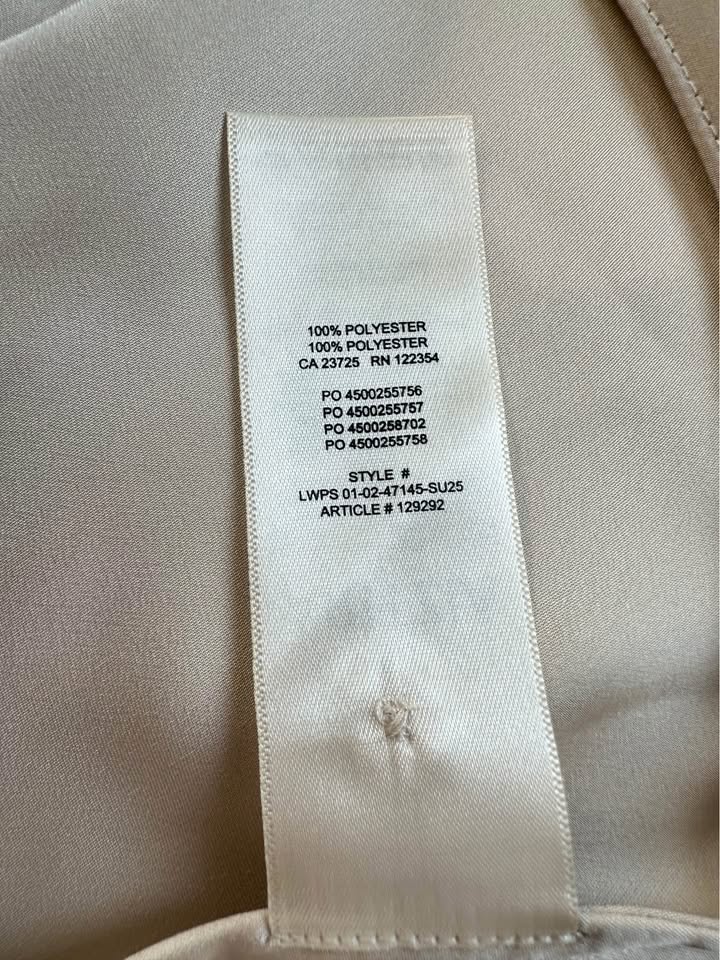 100% POLYESTER
100% POLYESTER
CA 23725 RN 122354
PO 4500255756
PO 4500255757
PO 4500258702
PO 4500255758
STYLE #
LWPS 01-02-47145-SU25
ARTICLE # 129292